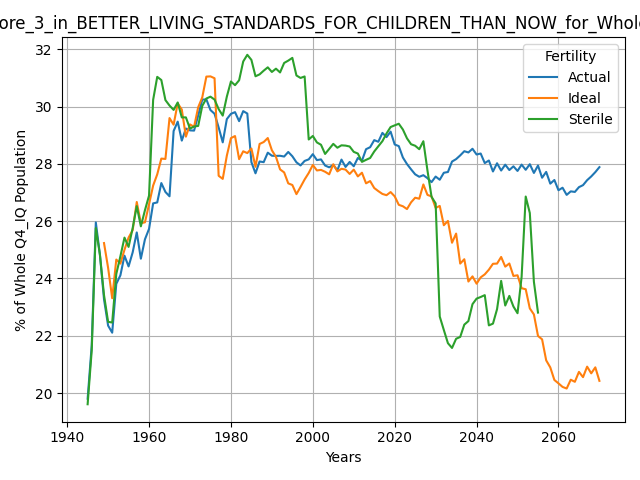 ore_3_in_BETTER_LIVING_STANDARDS_FOR_CHILDREN_THAN_NOW_for_Whole
Fertility
Actual
Ideal
Sterile
% of Whole Q4_IQ Population
32
30
28
26
24
22
20
1940
1960
1980
2000
2020
2040
2060
Years